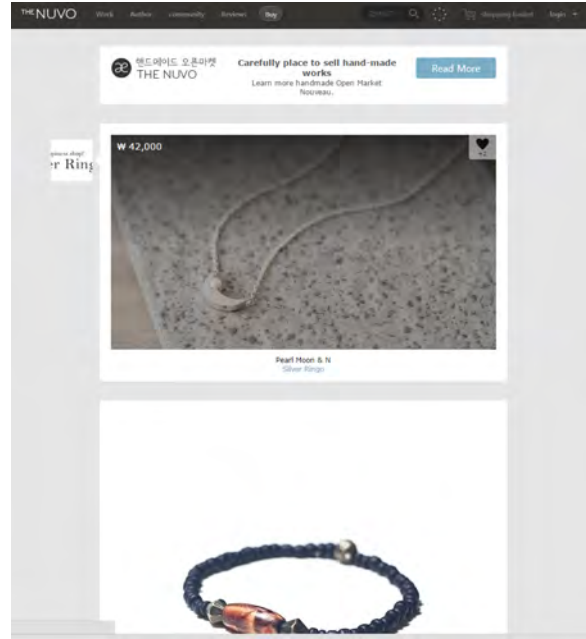 THE NUVO
Work Author community Reviews Buy
shopping basket login
핸드메이드 오픈마켓
THE NUVO
Carefully place to sell hand-made
works
Learn more handmade Open Market
Nouveau.
Read More
er Ring
₩ 42,000
Pearl Moon & N
Silver Ringo